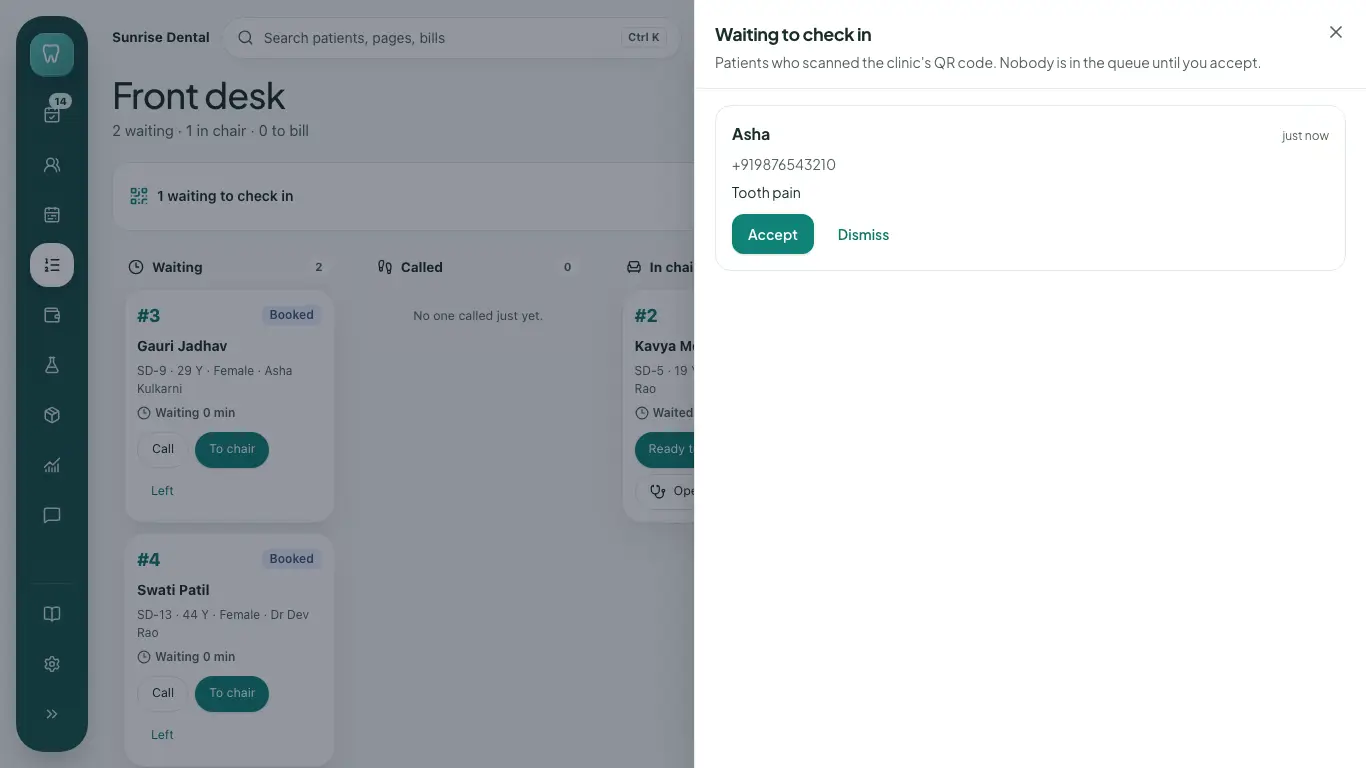 Sunrise Dental
Search patients, pages, bills
Ctrl K
14
Front desk
2 waiting · 1 in chair · 0 to bill
1 waiting to check in
Waiting
2
Called
0
In chai
#3
Booked
Gauri Jadhav
SD-9 · 29 Y · Female · Asha
Kulkarni
Waiting 0 min
Call
To chair
Left
#4
Booked
Swati Patil
SD-13 · 44 Y · Female · Dr Dev
Rao
Waiting 0 min
Call
To chair
Left
No one called just yet.
#2
Kavya M
SD-5 · 19 Y
Rao
Waited
Ready t
Ope
Waiting to check in
Patients who scanned the clinic's QR code. Nobody is in the queue until you accept.
Asha
just now
+919876543210
Tooth pain
Accept
Dismiss